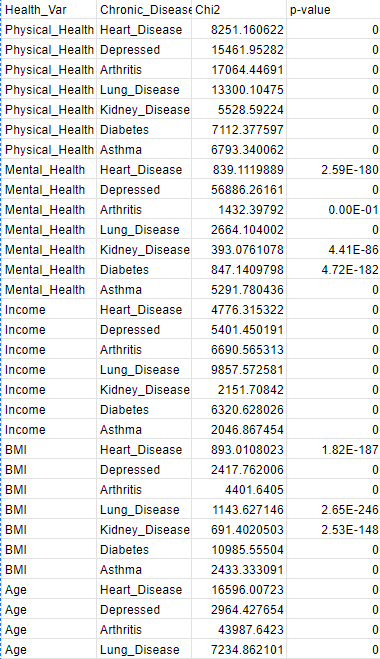 Health_Var Chronic_Disease Chi2 p-value
Physical_Health Heart_Disease 8251.160622 0
Physical_Health Depressed 15461.95282 0
Physical_Health Arthritis 17064.44691 0
Physical_Health Lung_Disease 13300.10475 0
Physical_Health Kidney_Disease 5528.59224 0
Physical_Health Diabetes 7112.377597 0
Physical_Health Asthma 6793.340062 0
Mental_Health Heart_Disease 839.1119889 2.59E-180
Mental_Health Depressed 56886.26161 0
Mental_Health Arthritis 1432.39792 0.00E-01
Mental_Health Lung_Disease 2664.104002 0
Mental_Health Kidney_Disease 393.0761078 4.41E-86
Mental_Health Diabetes 847.1409798 4.72E-182
Mental_Health Asthma 5291.780436 0
Income Heart_Disease 4776.315322 0
Income Depressed 5401.450191 0
Income Arthritis 6690.565313 0
Income Lung_Disease 9857.572581 0
Income Kidney_Disease 2151.70842 0
Income Diabetes 6320.628026 0
Income Asthma 2046.867454 0
BMI Heart_Disease 893.0108023 1.82E-187
BMI Depressed 2417.762006 0
BMI Arthritis 4401.6405 0
BMI Lung_Disease 1143.627146 2.65E-246
BMI Kidney_Disease 691.4020503 2.53E-148
BMI Diabetes 10985.55504 0
BMI Asthma 2433.333091 0
Age Heart_Disease 16596.00723 0
Age Depressed 2964.427654 0
Age Arthritis 43987.6423 0
Age Lung_Disease 7234.862101 0